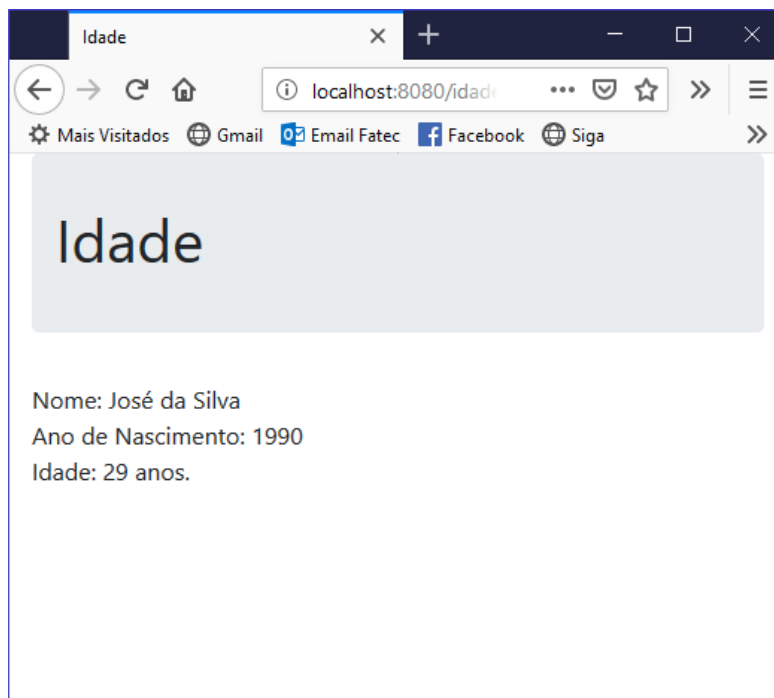 Idade
localhost:8080/idade
Mais Visitados Gmail Email Fatec Facebook Siga
Idade
Nome: José da Silva
Ano de Nascimento: 1990
Idade: 29 anos.